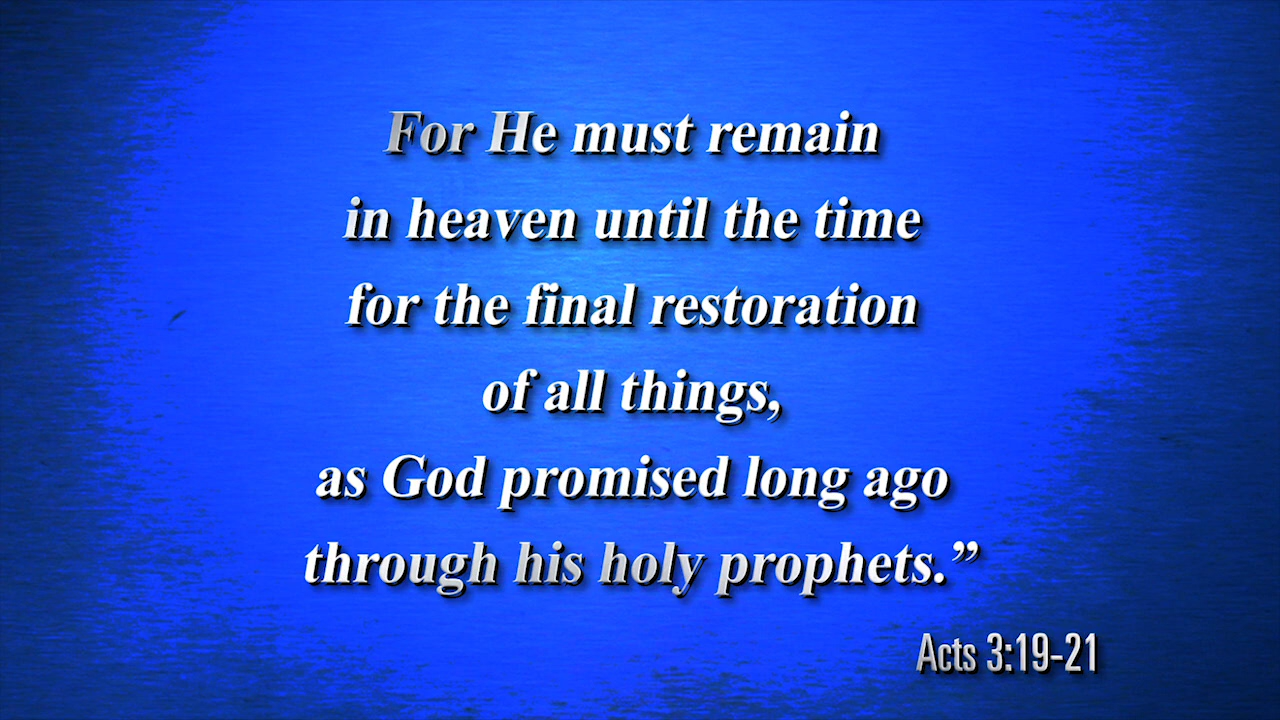 For He must remain
in heaven until the time
for the final restoration
of all things,
as God promised long ago
through his holy prophets.”
Acts 3:19-21